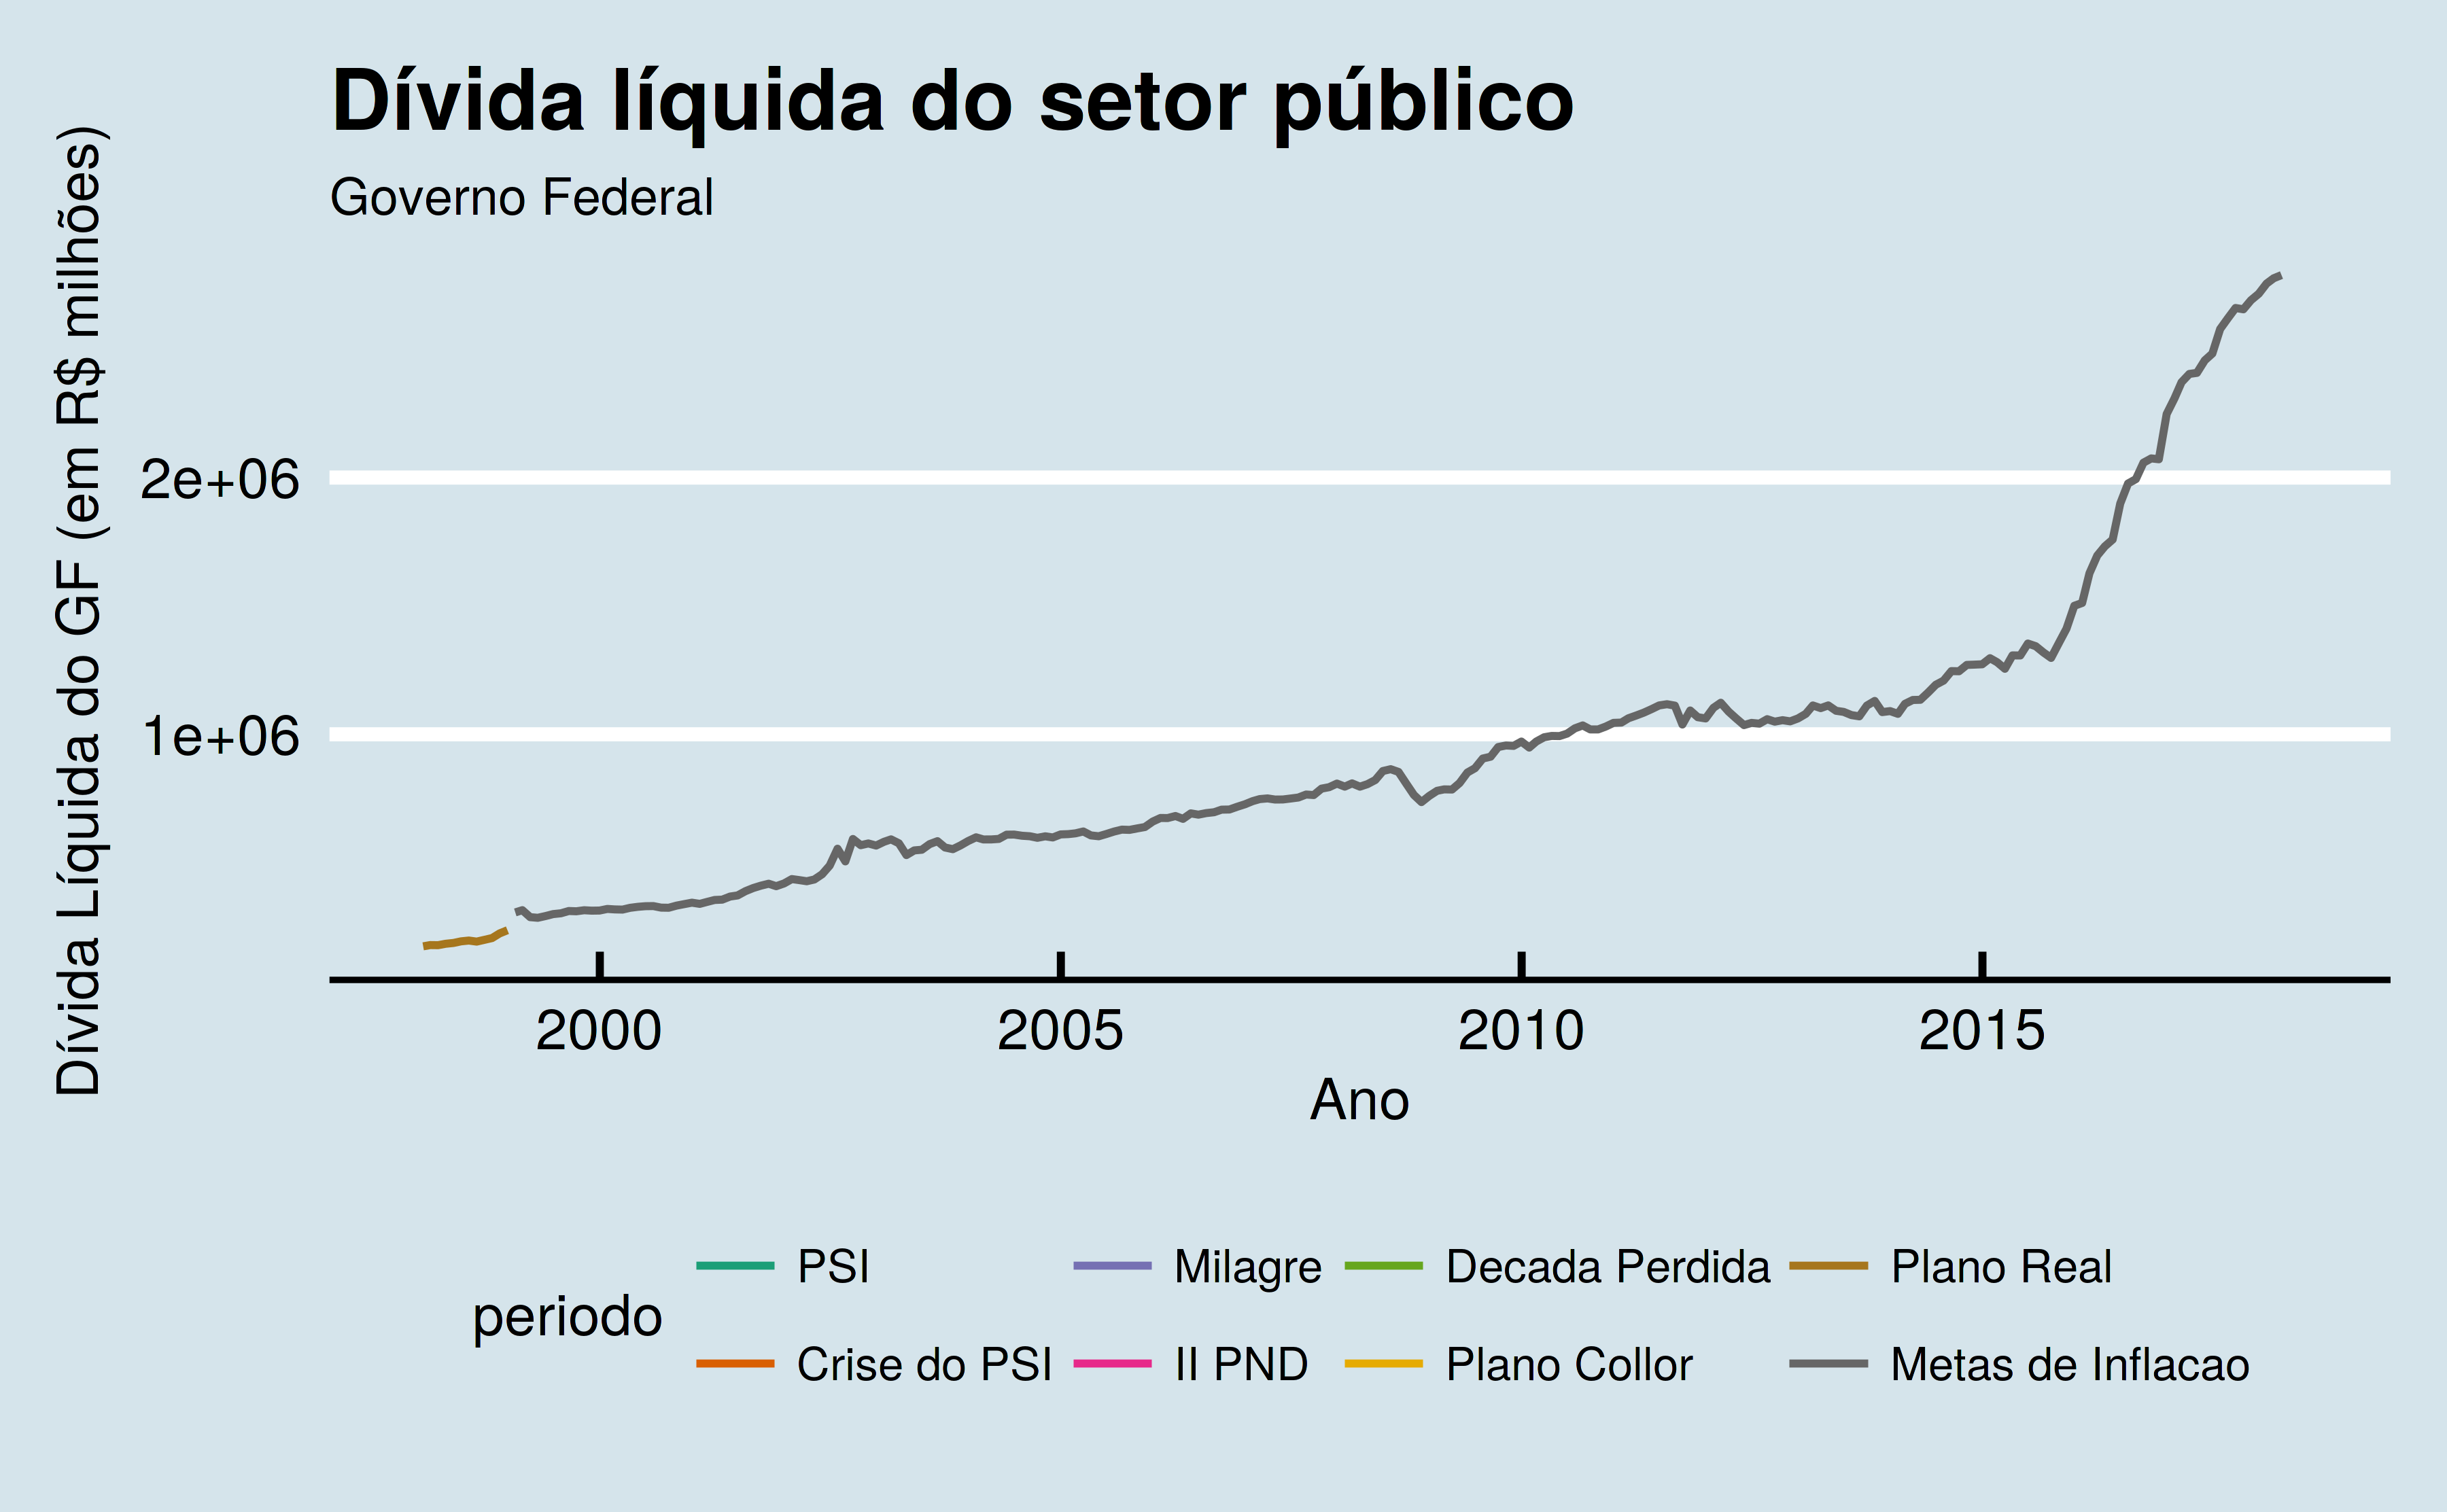 Dívida líquida do setor público
Governo Federal
Dívida Líquida do GF (em R$ milhões)
2e+06
1e+06
2000 2005 2010 2015
Ano
periodo
PSI Milagre Decada Perdida Plano Real
Crise do PSI II PND Plano Collor Metas de Inflacao